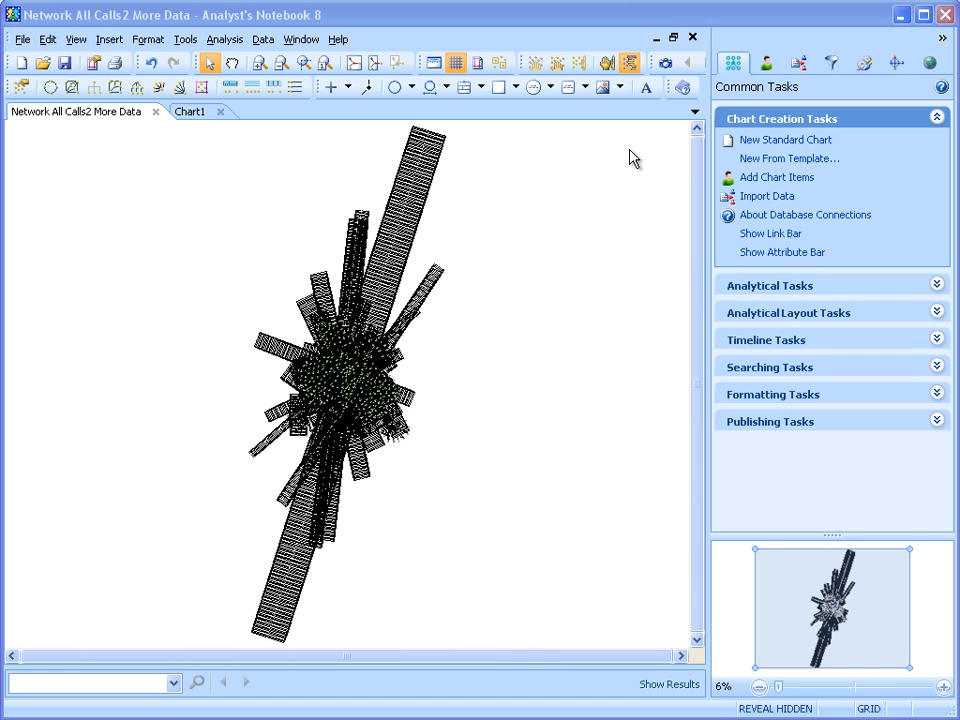 Network All Calls2 More Data - Analyst's Notebook 8
File Edit View Insert Format Tools Analysis Data Window Help
Network All Calls2 More Data
Chart1
Common Tasks
Chart Creation Tasks
New Standard Chart
New From Template...
Add Chart Items
Import Data
About Database Connections
Show Link Bar
Show Attribute Bar
Analytical Tasks
Analytical Layout Tasks
Timeline Tasks
Searching Tasks
Formatting Tasks
Publishing Tasks
Show Results
6%
REVEAL HIDDEN
GRID